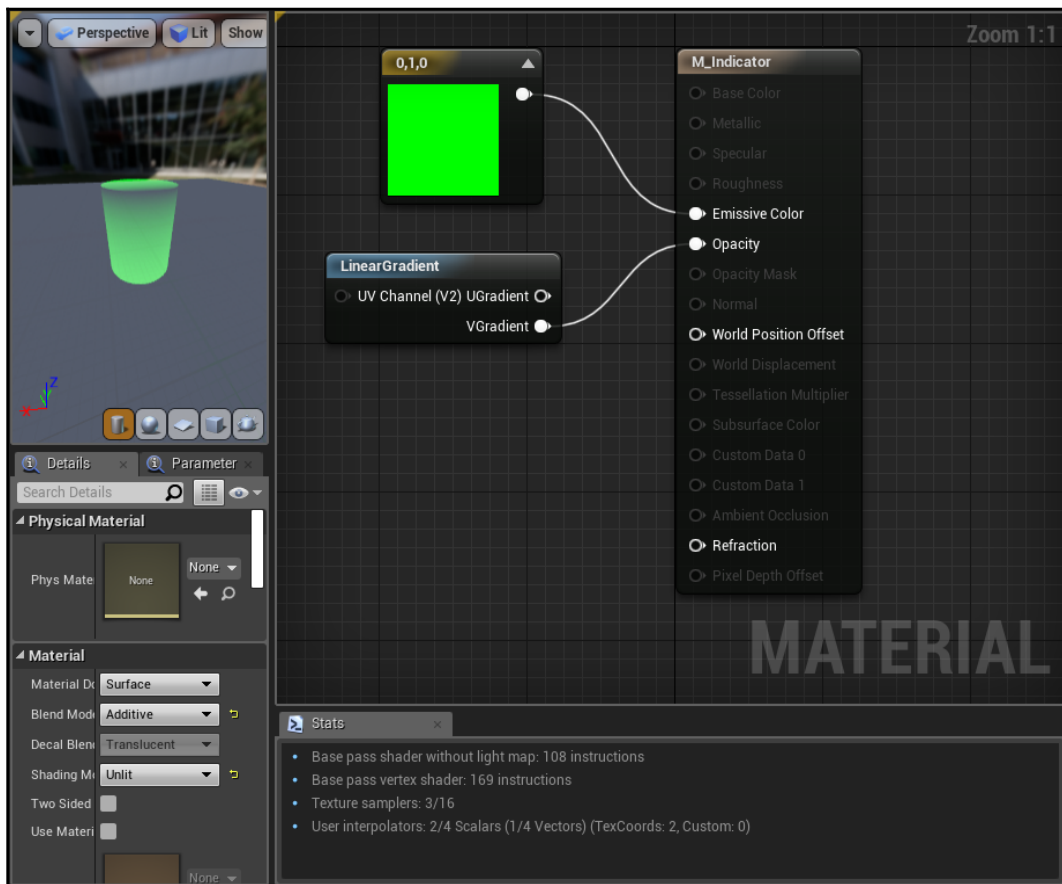 Perspective Lit Show
Zoom 1:1
0,1,0
M_Indicator
Base Color
Metallic
Specular
Roughness
Emissive Color
Opacity
Opacity Mask
Normal
World Position Offset
World Displacement
Tessellation Multiplier
Subsurface Color
Custom Data 0
Custom Data 1
Ambient Occlusion
Refraction
Pixel Depth Offset
LinearGradient
UV Channel (V2) UGradient
VGradient
MATERIAL
Z
X
Details
Parameter
Search Details
Physical Material
Phys Mate
None
None
Material
Material Do
Surface
Blend Mode
Additive
Decal Blen
Translucent
Shading M
Unlit
Two Sided
Use Materi
None
Stats
Base pass shader without light map: 108 instructions
Base pass vertex shader: 169 instructions
Texture samplers: 3/16
User interpolators: 2/4 Scalars (1/4 Vectors) (TexCoords: 2, Custom: 0)